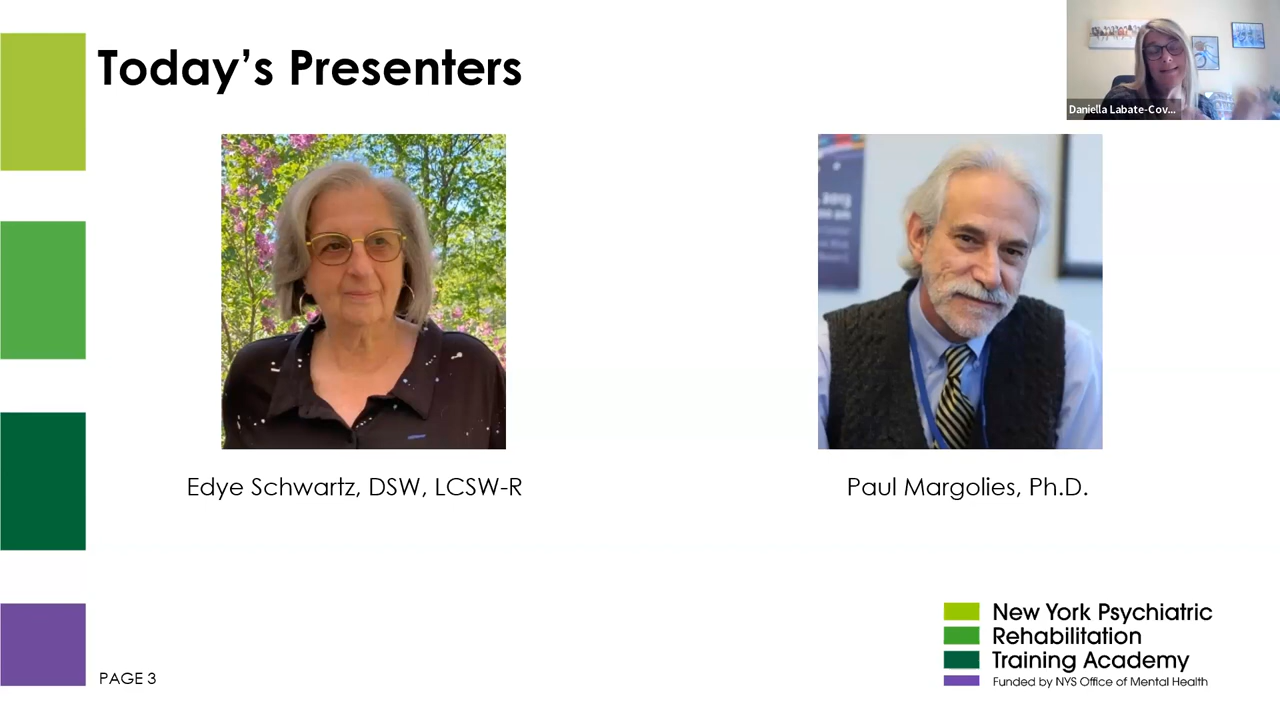 Today's Presenters
Daniella Labate-Cov...
2013
Edye Schwartz, DSW, LCSW-R
Paul Margolies, Ph.D.
New York Psychiatric
Rehabilitation
Training Academy
Funded by NYS Office of Mental Health
PAGE 3